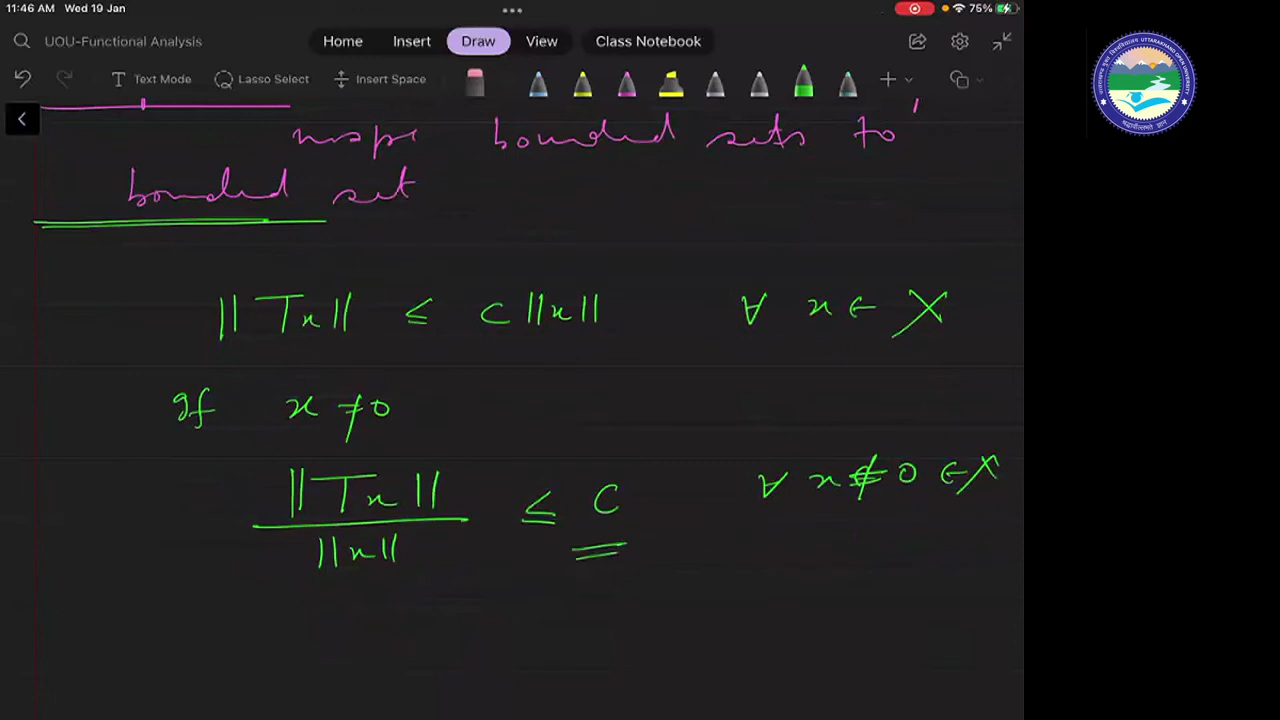 11:46 AM Wed 19 Jan
75%
UOU-Functional Analysis
Home Insert Draw View Class Notebook
Text Mode Lasso Select Insert Space
maps bounded sets to
bounded set
||Tx|| ≤ C||x|| ∀ x ∈ X
If x ≠ 0
||Tx|| / ||x|| ≤ C ∀ x ≠ 0 ∈ X